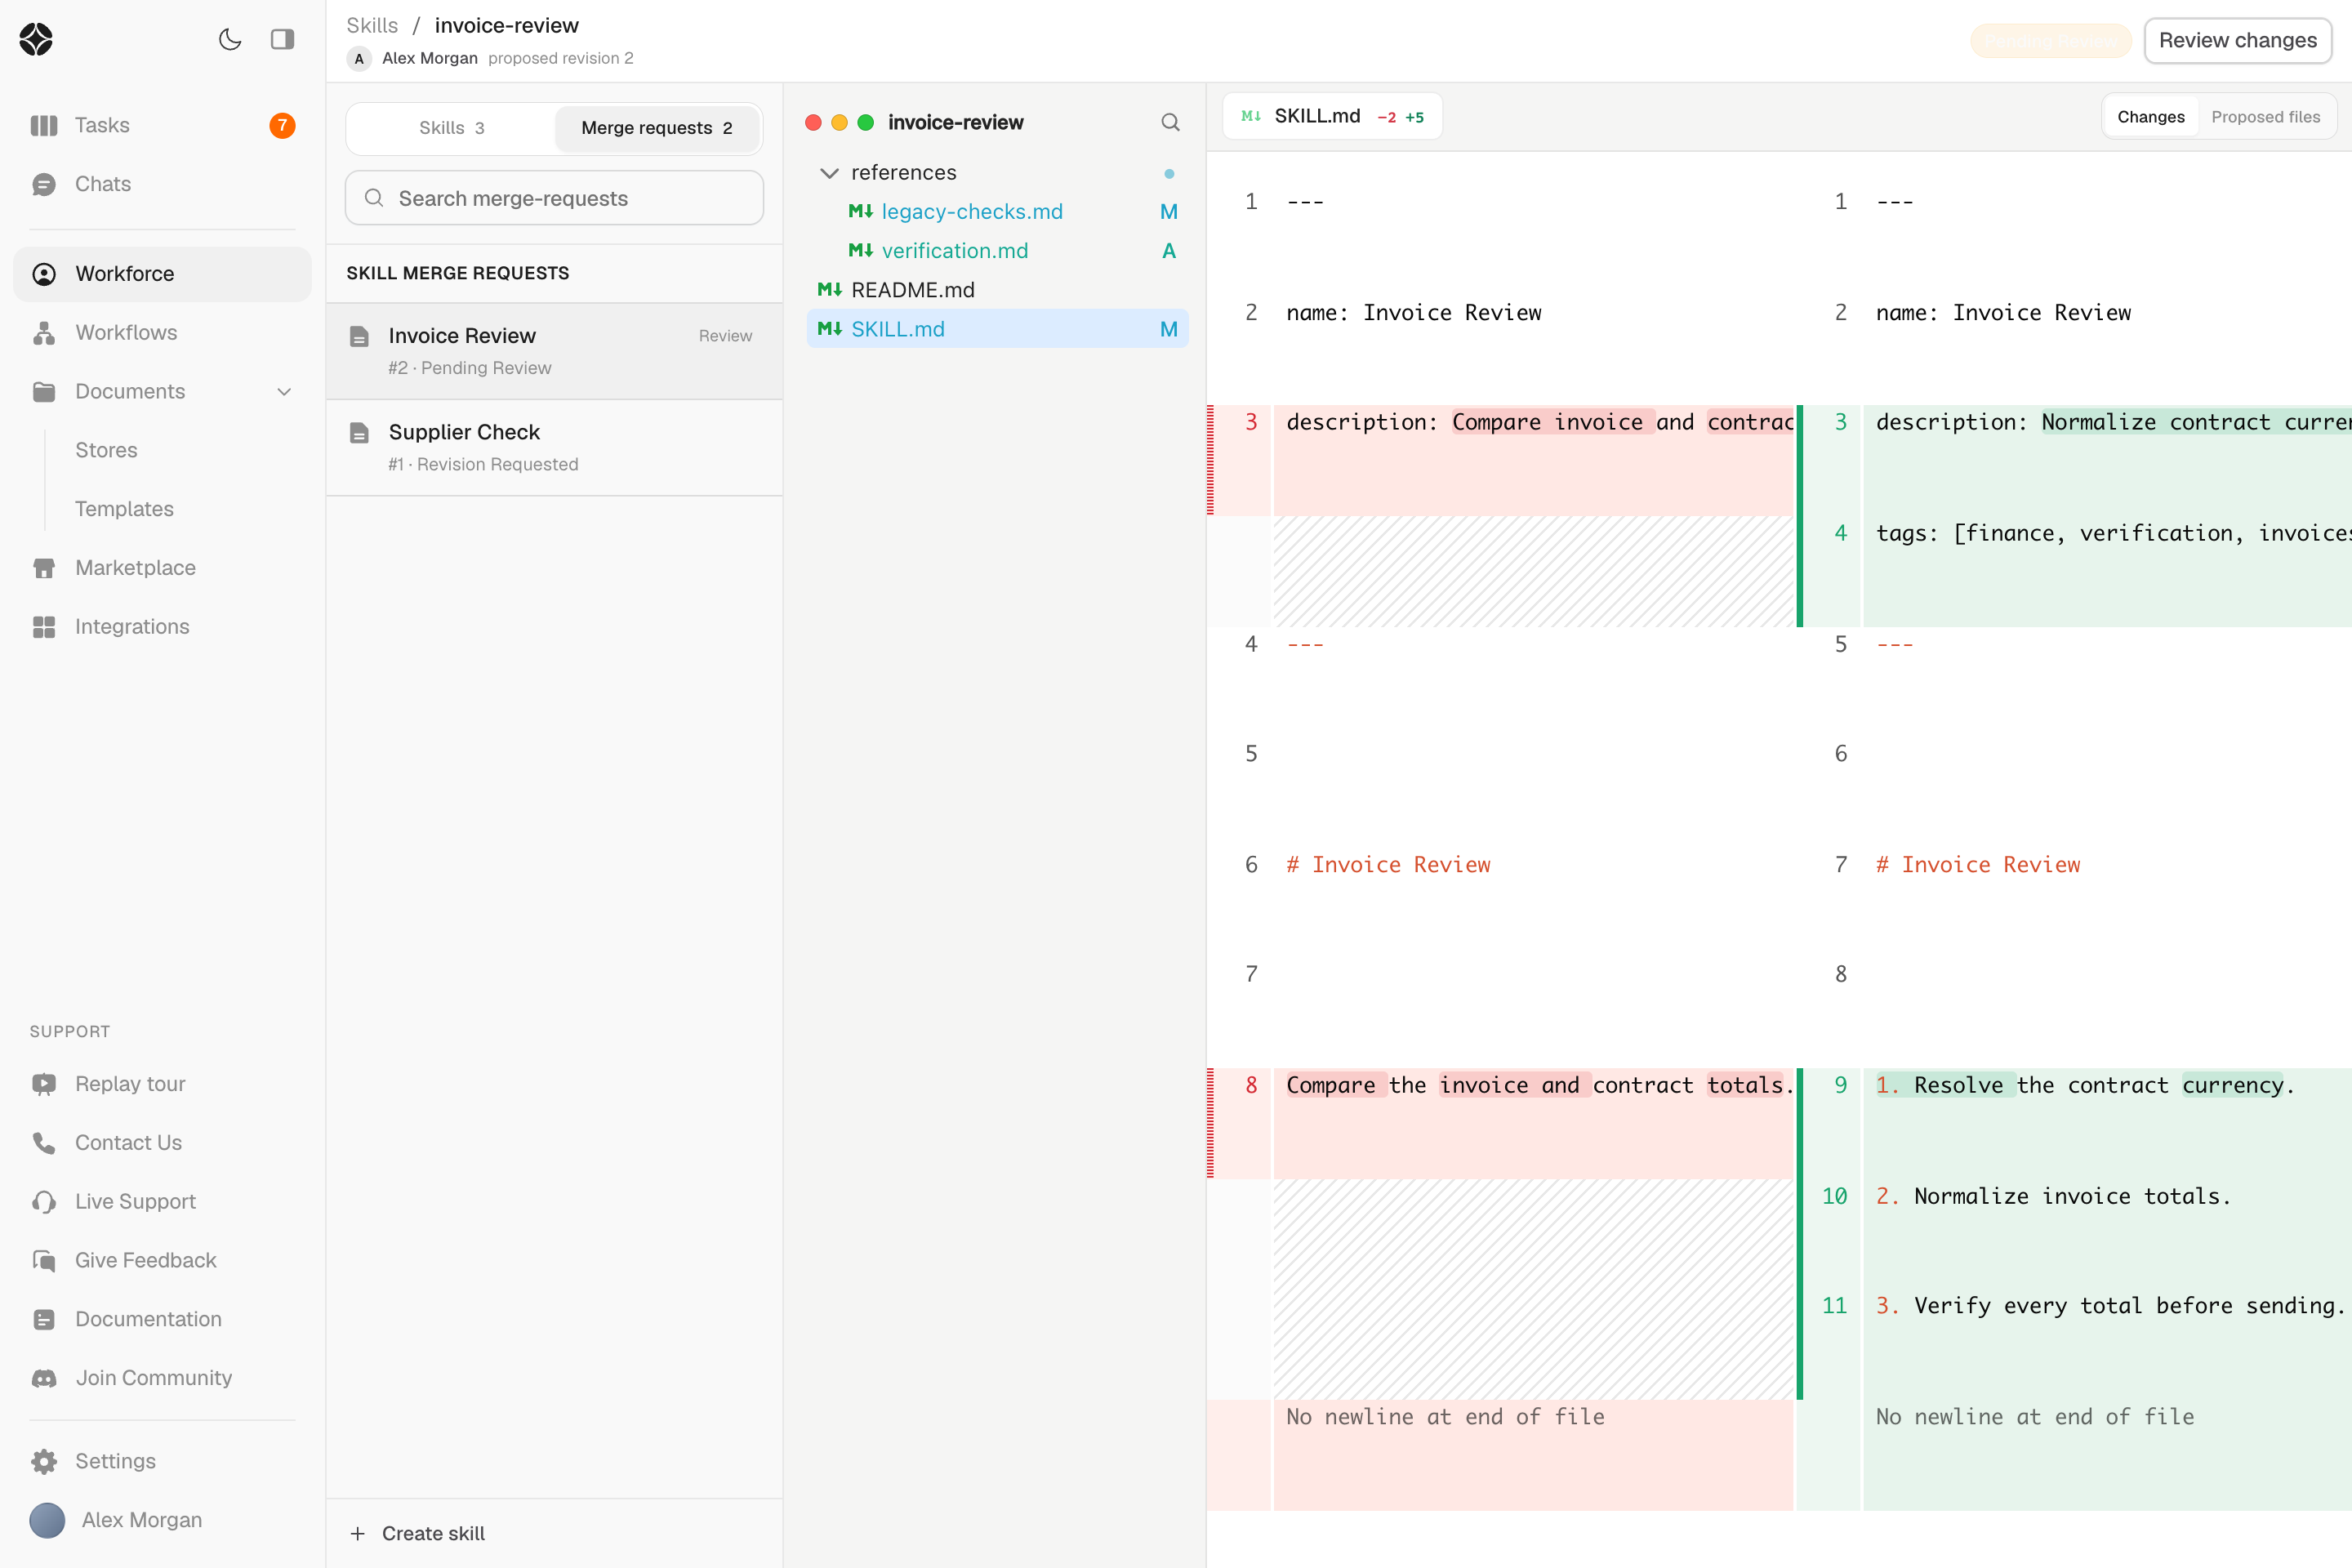 Tasks
7
Chats
Workforce
Workflows
Documents
Stores
Templates
Marketplace
Integrations
SUPPORT
Replay tour
Contact Us
Live Support
Give Feedback
Documentation
Join Community
Settings
Alex Morgan
Skills / invoice-review
A Alex Morgan proposed revision 2
Pending Review
Review changes
Skills 3
Merge requests 2
Search merge-requests
SKILL MERGE REQUESTS
Invoice Review Review
#2 · Pending Review
Supplier Check
#1 · Revision Requested
+ Create skill
invoice-review
references
M↓ legacy-checks.md M
M↓ verification.md A
M↓ README.md
M↓ SKILL.md M
M↓ SKILL.md −2 +5
Changes Proposed files
1 ---
2 name: Invoice Review
3 description: Compare invoice and contrac
4 ---
5
6 # Invoice Review
7
8 Compare the invoice and contract totals.
No newline at end of file
1 ---
2 name: Invoice Review
3 description: Normalize contract curre
4 tags: [finance, verification, invoices
5 ---
6
7 # Invoice Review
8
9 1. Resolve the contract currency.
10 2. Normalize invoice totals.
11 3. Verify every total before sending.
No newline at end of file